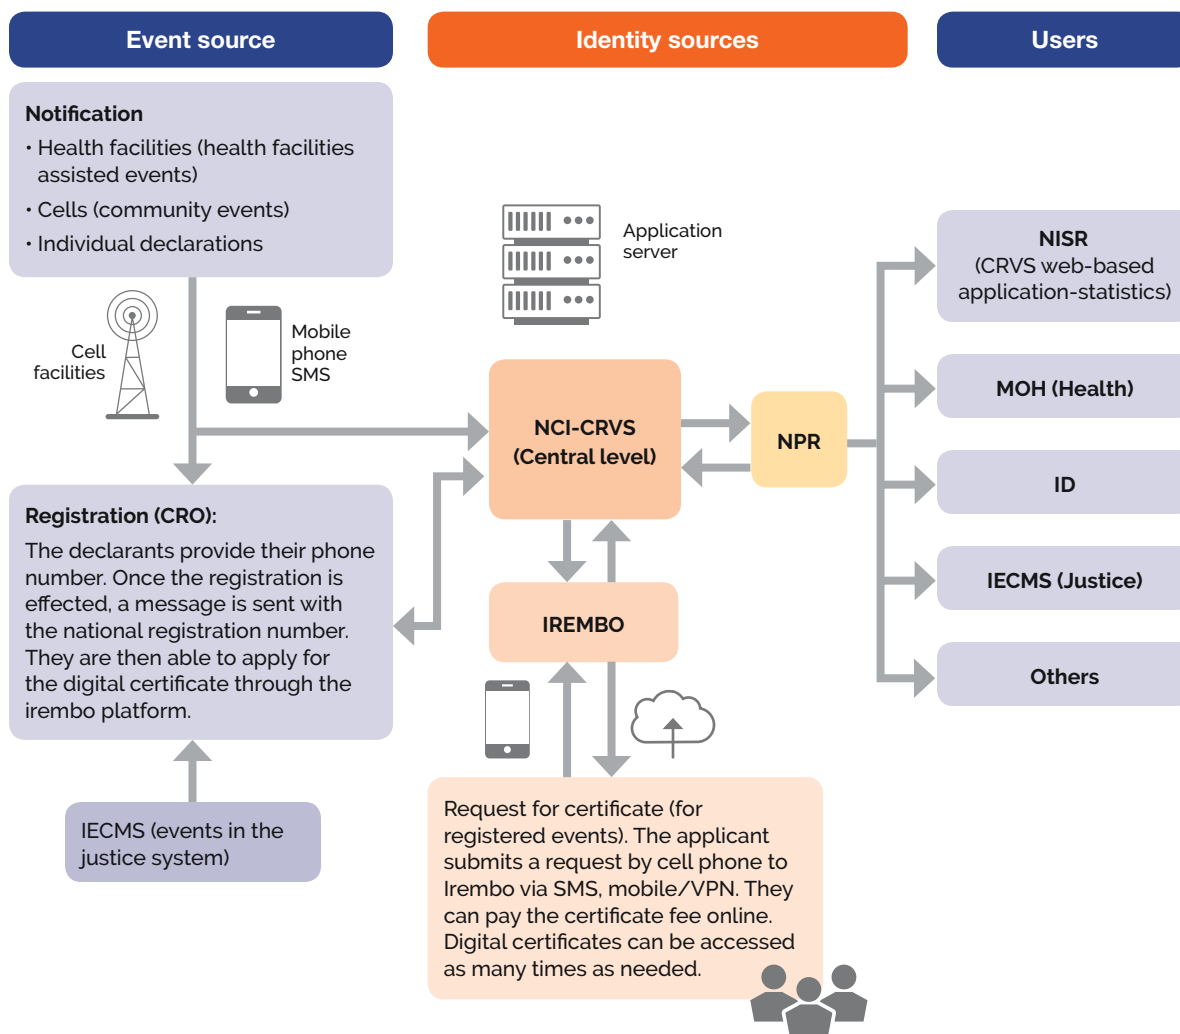 Event source
Identity sources
Users
Notification
• Health facilities (health facilities
assisted events)
• Cells (community events)
• Individual declarations
Cell
facilities
Mobile
phone
SMS
Application
server
NCI-CRVS
(Central level)
NPR
NISR
(CRVS web-based
application-statistics)
MOH (Health)
ID
IECMS (Justice)
Others
Registration (CRO):
The declarants provide their phone
number. Once the registration is
effected, a message is sent with
the national registration number.
They are then able to apply for
the digital certificate through the
irembo platform.
IREMBO
IECMS (events in the
justice system)
Request for certificate (for
registered events). The applicant
submits a request by cell phone to
Irembo via SMS, mobile/VPN. They
can pay the certificate fee online.
Digital certificates can be accessed
as many times as needed.